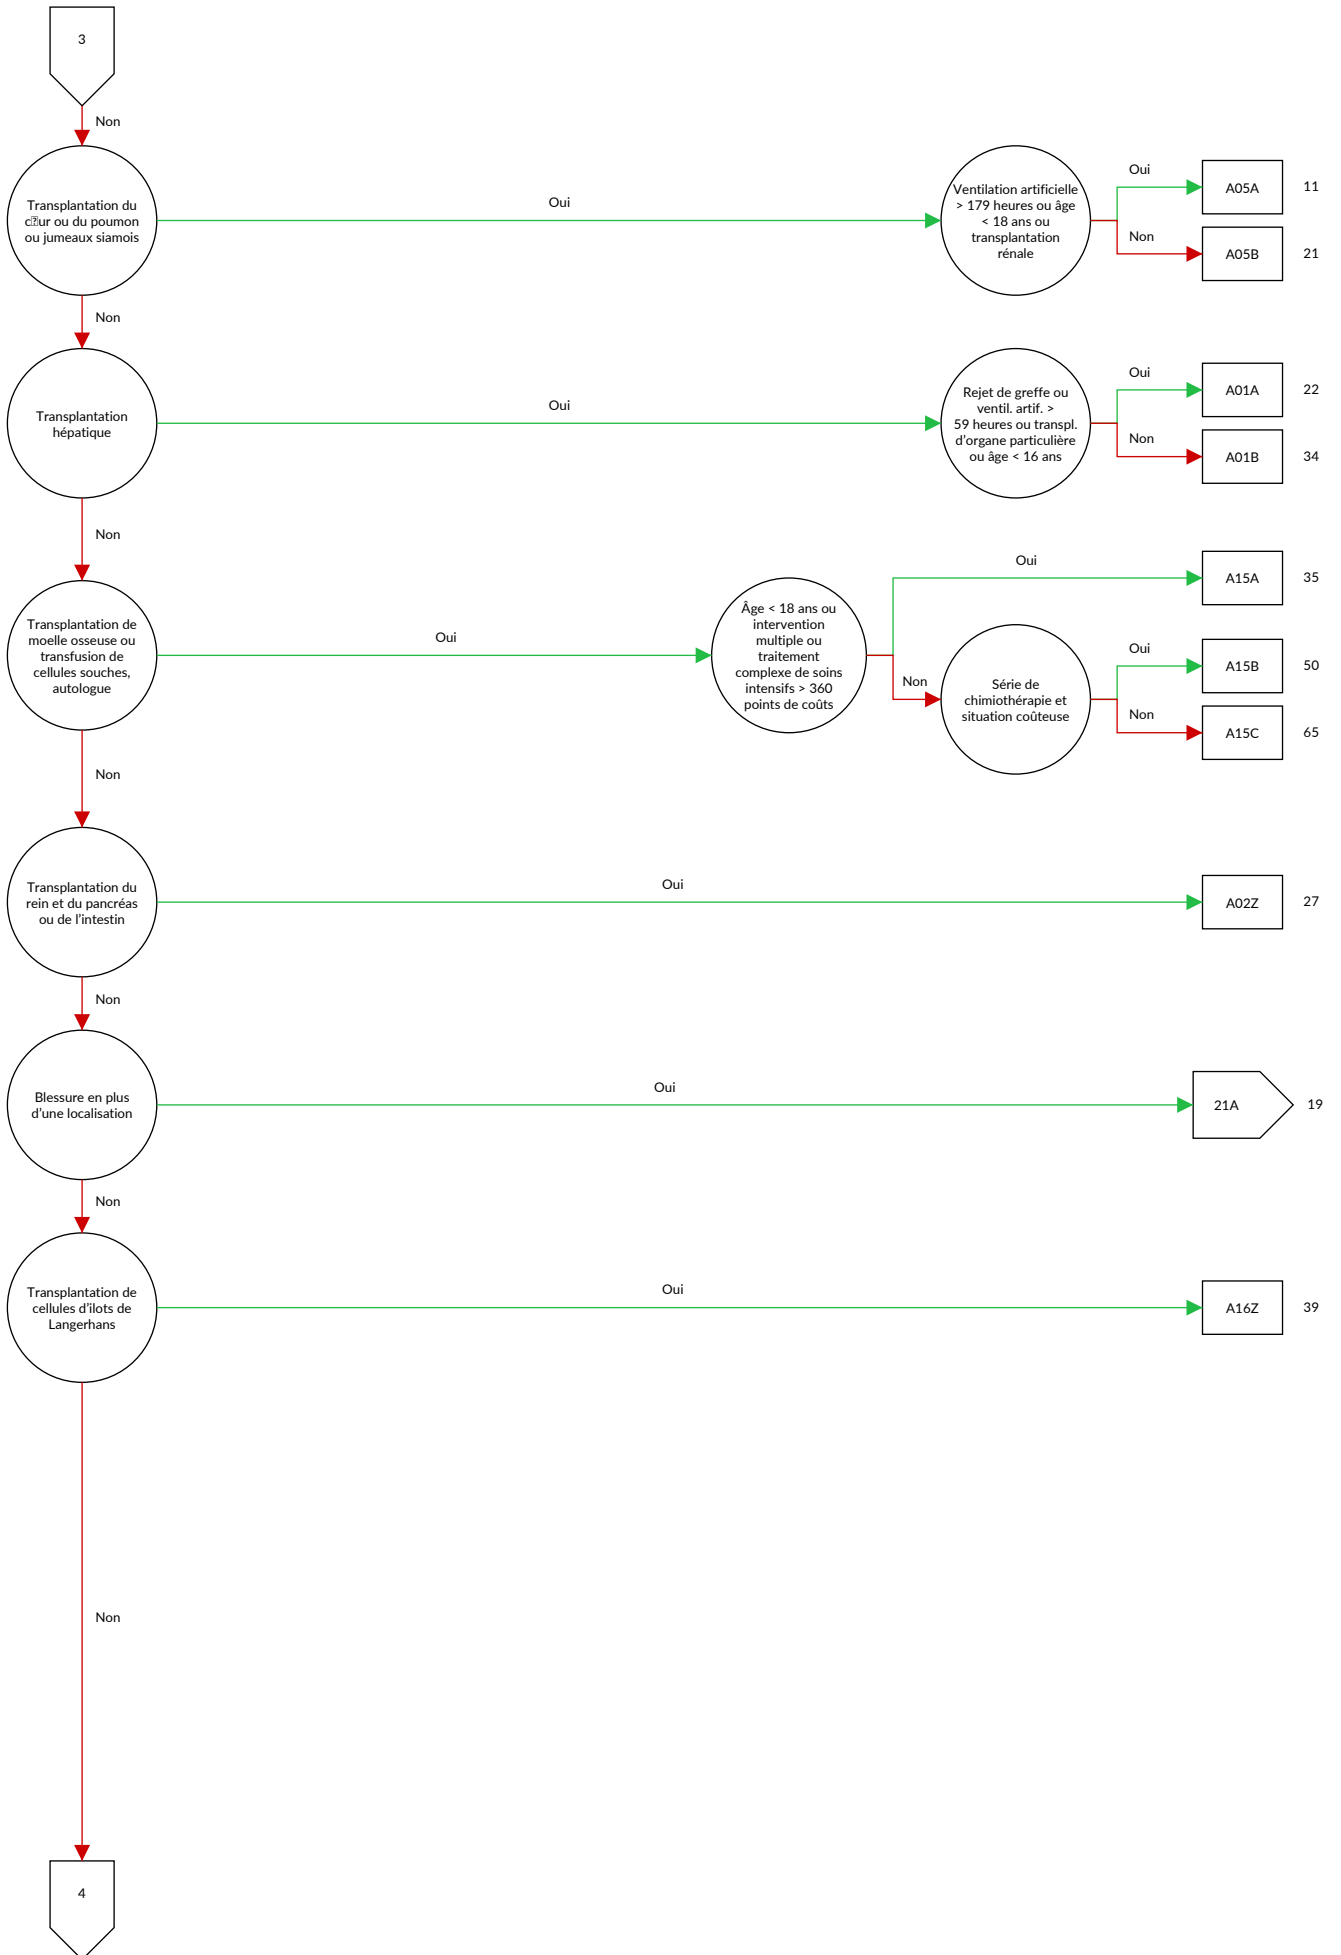 3
Non
Transplantation du
c⍰ur ou du poumon
ou jumeaux siamois
Oui
Ventilation artificielle
> 179 heures ou âge
< 18 ans ou
transplantation
rénale
Oui
A05A
11
Non
A05B
21
Non
Transplantation
hépatique
Oui
Rejet de greffe ou
ventil. artif. >
59 heures ou transpl.
d'organe particulière
ou âge < 16 ans
Oui
A01A
22
Non
A01B
34
Non
Transplantation de
moelle osseuse ou
transfusion de
cellules souches,
autologue
Oui
Âge < 18 ans ou
intervention
multiple ou
traitement
complexe de soins
intensifs > 360
points de coûts
Oui
A15A
35
Non
Série de
chimiothérapie et
situation coûteuse
Oui
A15B
50
Non
A15C
65
Non
Transplantation du
rein et du pancréas
ou de l'intestin
Oui
A02Z
27
Non
Blessure en plus
d'une localisation
Oui
21A
19
Non
Transplantation de
cellules d'ilots de
Langerhans
Oui
A16Z
39
Non
4